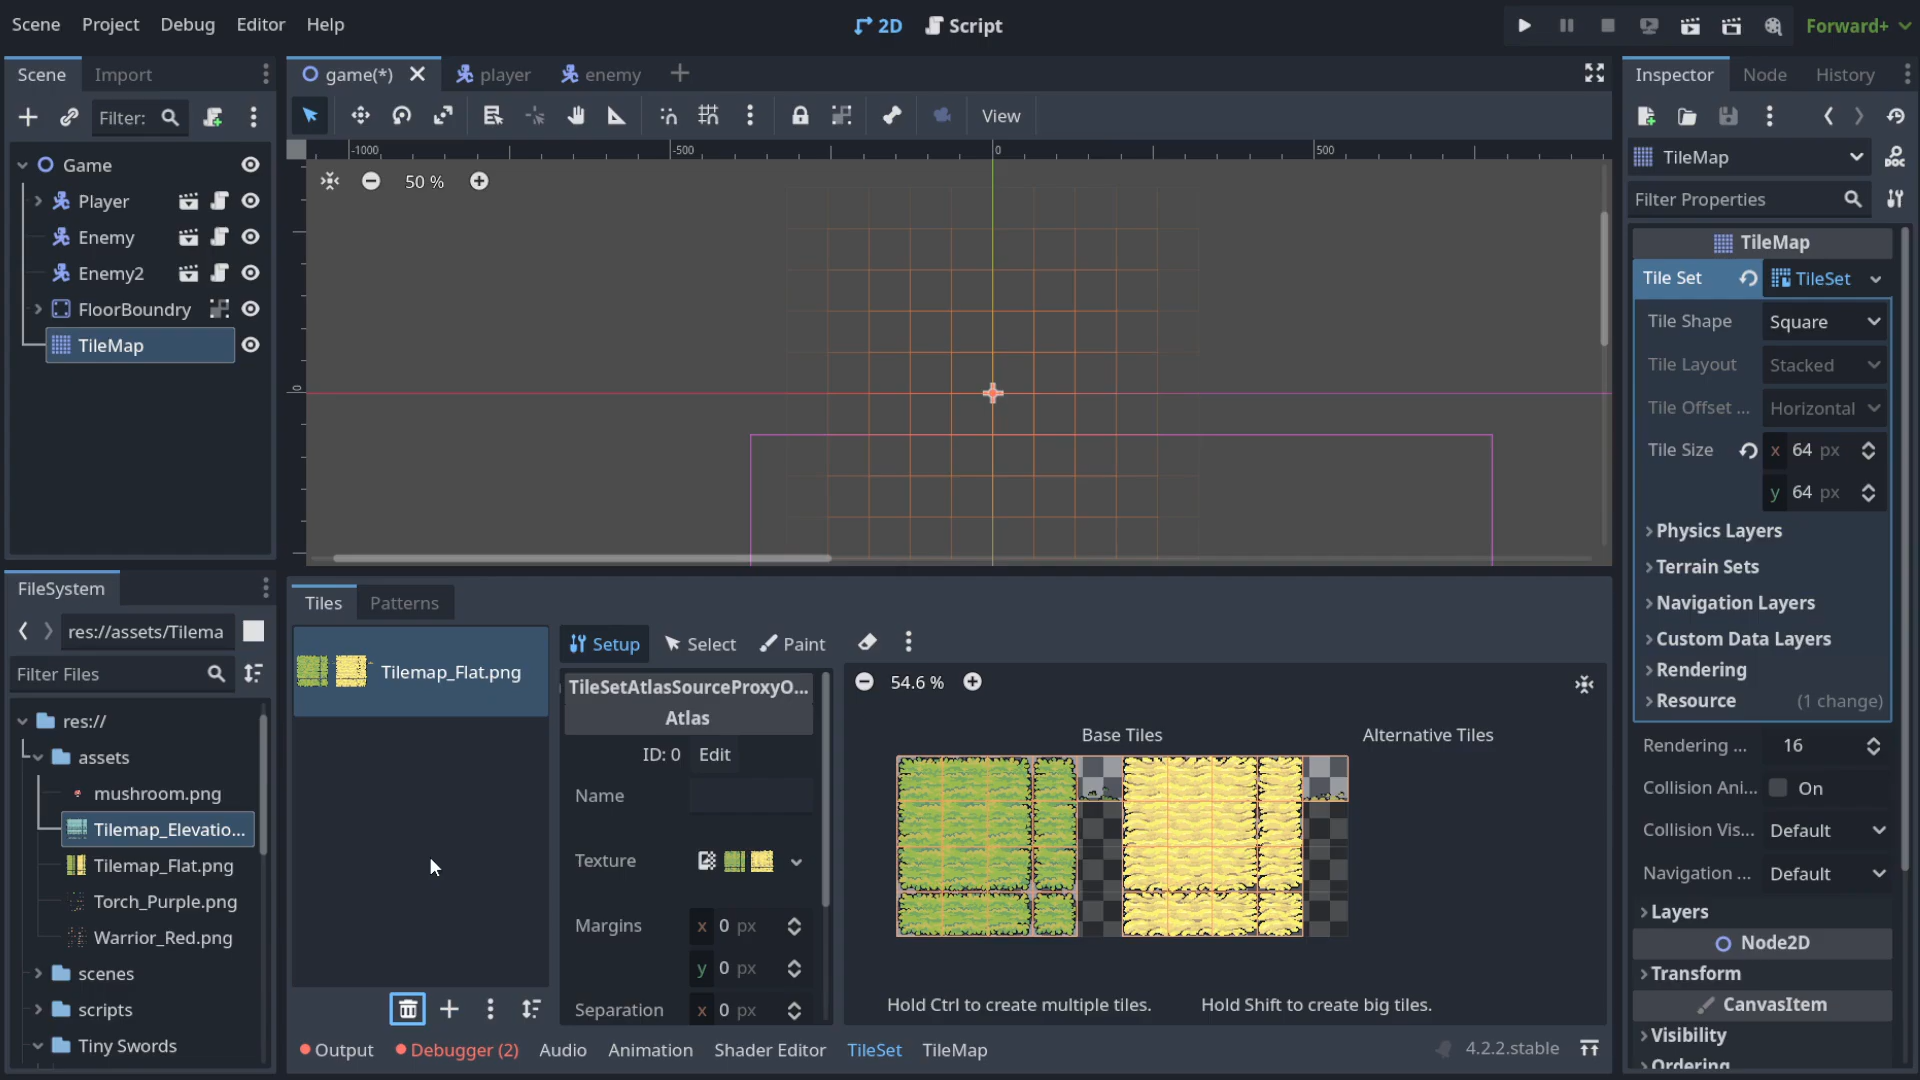 Scene Project Debug Editor Help
2D Script
Forward+
Scene Import
Filter:
Game
Player
Enemy
Enemy2
FloorBoundry
TileMap
game(*) player enemy
View
-1000 -500 0 500
0
50 %
FileSystem
res://assets/Tilema
Filter Files
res://
assets
mushroom.png
Tilemap_Elevatio...
Tilemap_Flat.png
Torch_Purple.png
Warrior_Red.png
scenes
scripts
Tiny Swords
Tiles Patterns
Tilemap_Flat.png
Setup Select Paint
TileSetAtlasSourceProxyO...
Atlas
ID: 0 Edit
Name
Texture
Margins x 0 px
y 0 px
Separation x 0 px
54.6 %
Base Tiles Alternative Tiles
Hold Ctrl to create multiple tiles. Hold Shift to create big tiles.
Output Debugger (2) Audio Animation Shader Editor TileSet TileMap
4.2.2.stable
Inspector Node History
TileMap
Filter Properties
TileMap
Tile Set TileSet
Tile Shape Square
Tile Layout Stacked
Tile Offset ... Horizontal
Tile Size x 64 px
y 64 px
Physics Layers
Terrain Sets
Navigation Layers
Custom Data Layers
Rendering
Resource (1 change)
Rendering ... 16
Collision Ani... On
Collision Vis... Default
Navigation ... Default
Layers
Node2D
Transform
CanvasItem
Visibility
Ordering